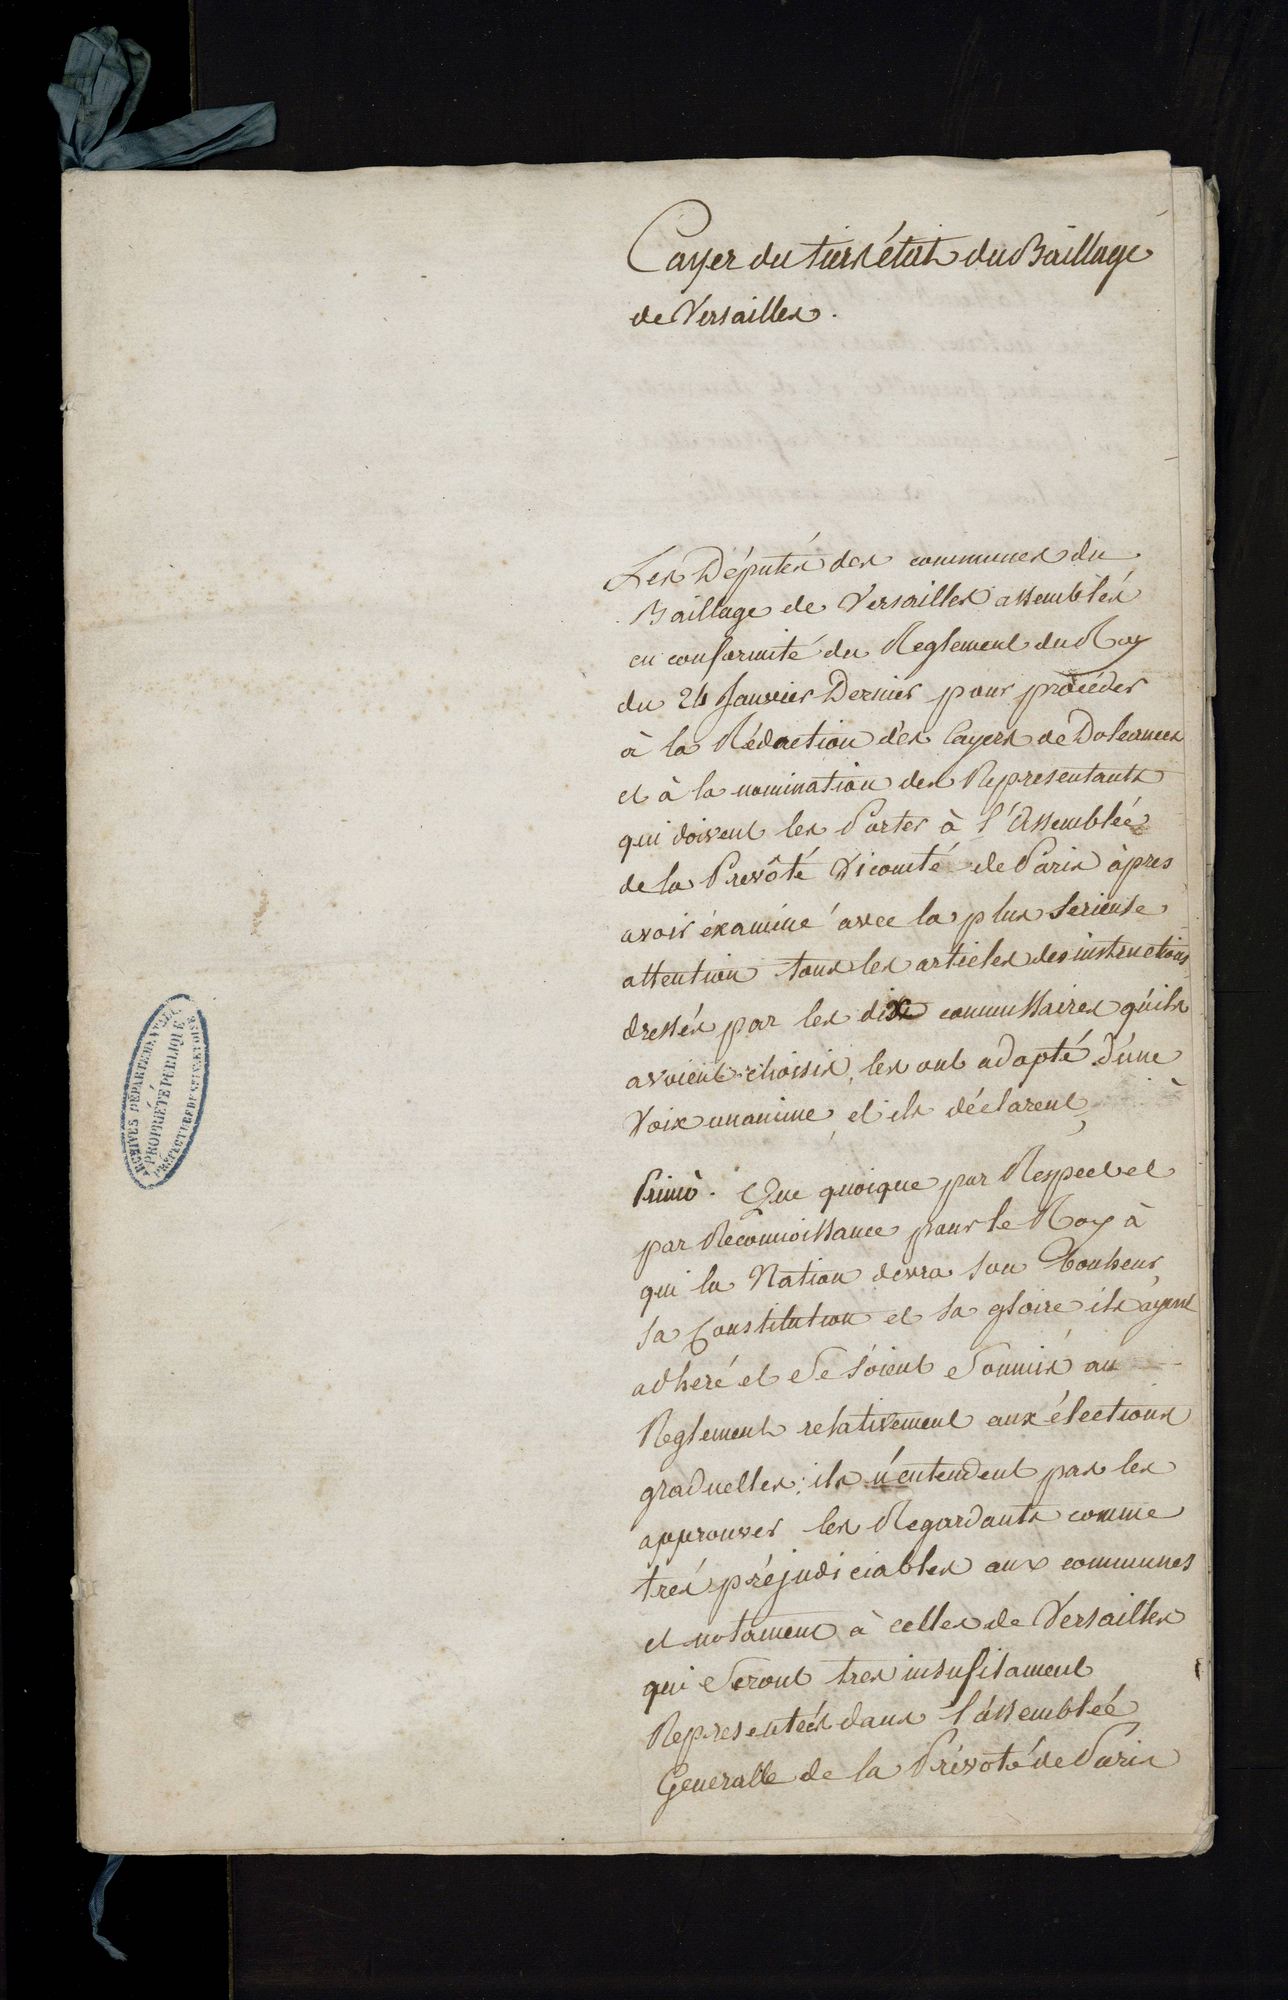 Cayer du tiers état du Baillage
de Versailles.
Les Députés des communes du
Baillage de Versailles assemblés
en conformité du Reglement du Roy
du 24 Janvier Dernier pour procéder
à la Rédaction des Cayers de Doleances
et à la nomination des Representants
qui doivent les Porter à l'Assemblée
de la Prevôté Vicomté de Paris àpres
avoir éxaminé avec la plus serieuse
attention tous les articles des instructions
dressés par les dix commissaires qu'ils
avoient choisis, les ont adopté d'une
Voix unanime, et ils déclarent,
Primò. Que quoique par Respect et
par Reconnoissance pour le Roy à
qui la Nation devra son bonheur
sa Constitution et sa gloire ils ayent
adheré et se soient soumis au
Reglement relativement aux élections
graduelles; ils n'entendent pas les
approuver les Regardants comme
trés préjudiciables aux communes
et notament à celles de Versailles
qui seront tres insufisament
Representées dans l'assemblée
Generalle de la Prévoté de Paris
ARCHIVES DÉPARTEMENTALES
PROPRIÉTÉ PUBLIQUE
PRÉFECTURE DE SEINE ET OISE